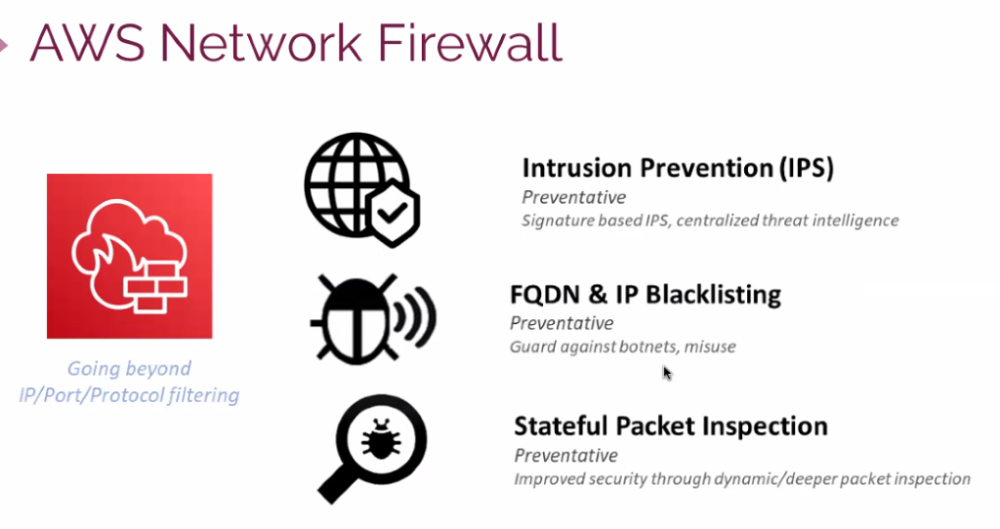 AWS Network Firewall
Going beyond
IP/Port/Protocol filtering
Intrusion Prevention (IPS)
Preventative
Signature based IPS, centralized threat intelligence
FQDN & IP Blacklisting
Preventative
Guard against botnets, misuse
Stateful Packet Inspection
Preventative
Improved security through dynamic/deeper packet inspection